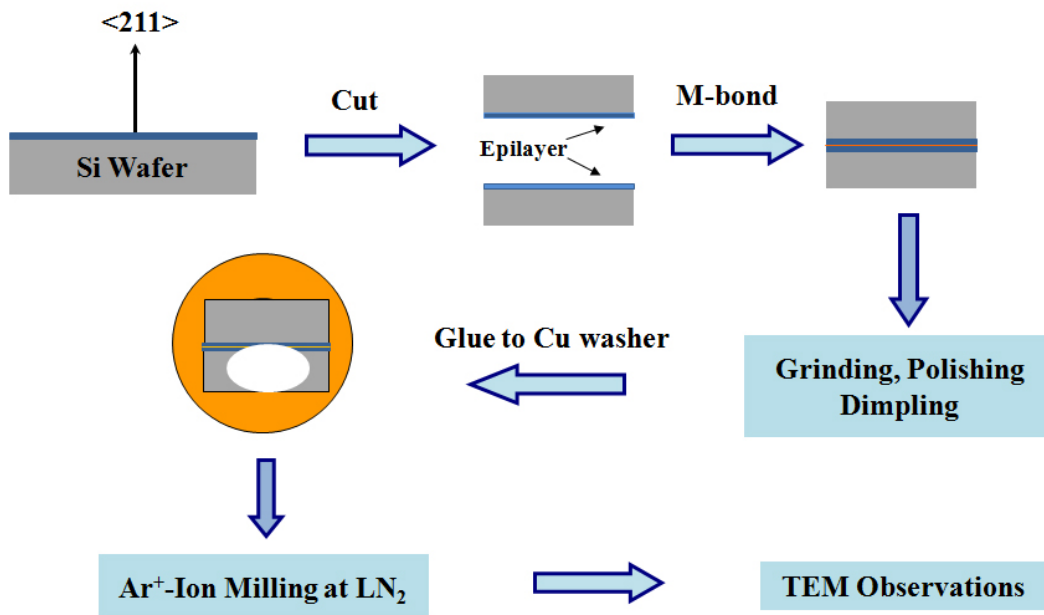 <211>
Si Wafer
Cut
Epilayer
M-bond
Grinding, Polishing
Dimpling
Glue to Cu washer
Ar⁺-Ion Milling at LN₂
TEM Observations